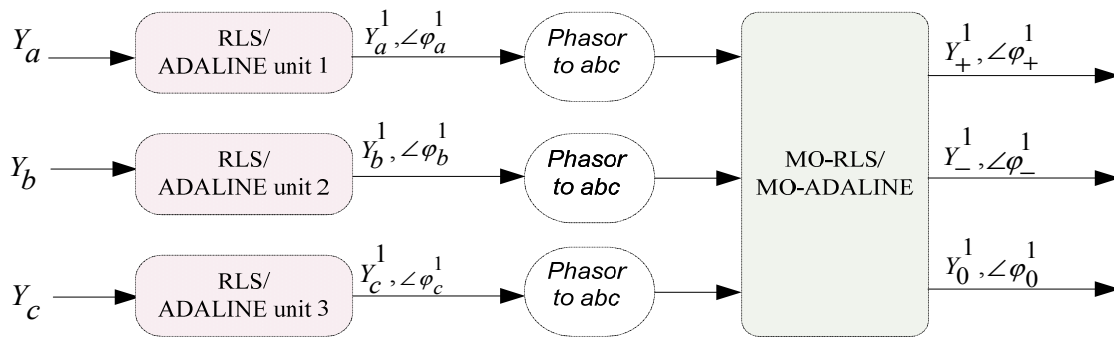 Y_a
RLS/
ADALINE unit 1
Y_a^1, ∠φ_a^1
Phasor
to abc
Y_+^1, ∠φ_+^1
Y_b
RLS/
ADALINE unit 2
Y_b^1, ∠φ_b^1
Phasor
to abc
MO-RLS/
MO-ADALINE
Y_-^1, ∠φ_-^1
Y_c
RLS/
ADALINE unit 3
Y_c^1, ∠φ_c^1
Phasor
to abc
Y_0^1, ∠φ_0^1